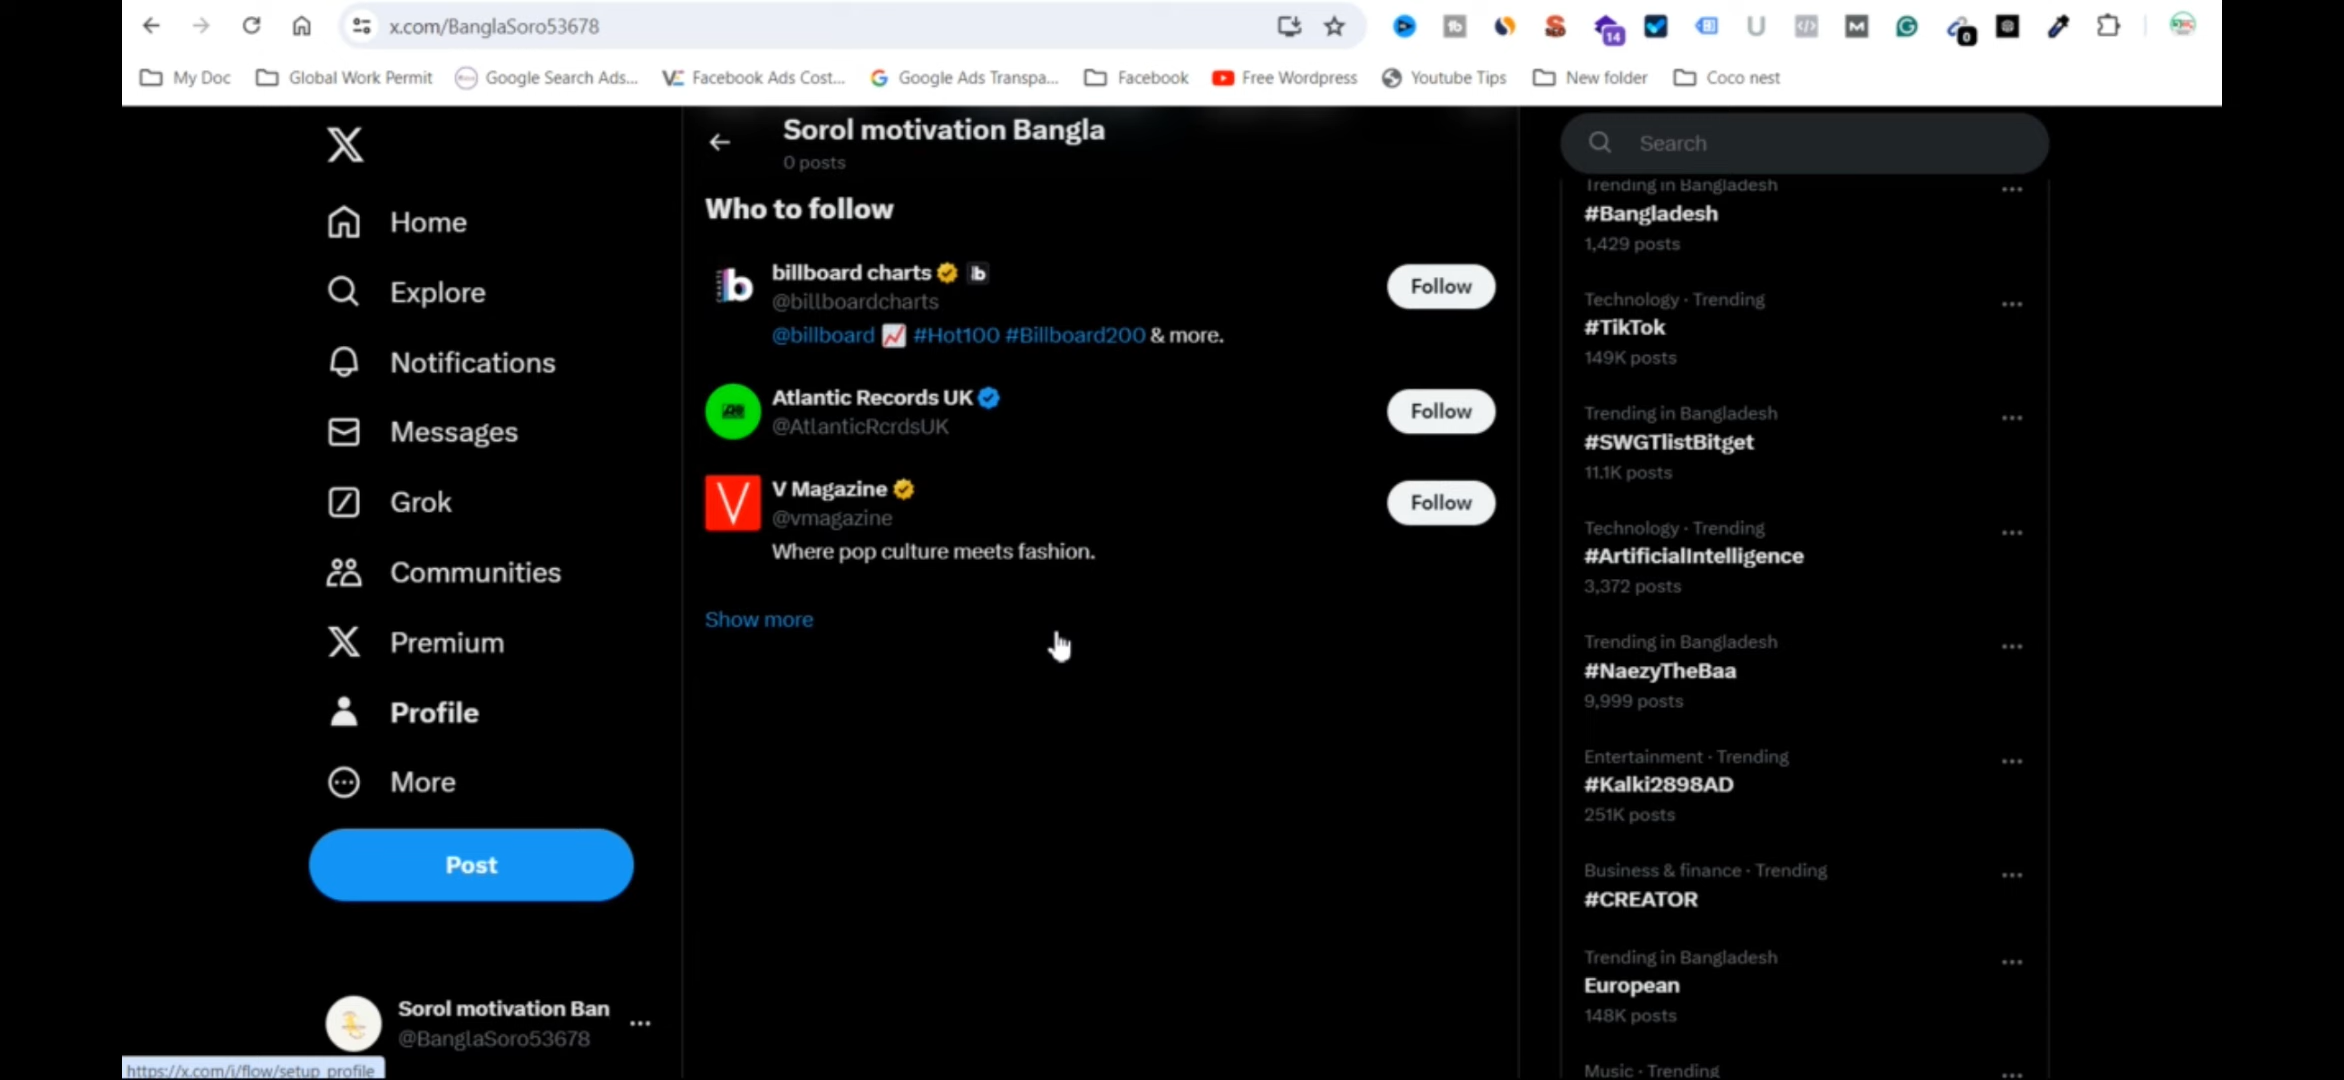 x.com/BanglaSoro53678
14
0
My Doc
Global Work Permit
Google Search Ads...
Facebook Ads Cost...
Google Ads Transpa...
Facebook
Free Wordpress
Youtube Tips
New folder
Coco nest
Home
Explore
Notifications
Messages
Grok
Communities
Premium
Profile
More
Post
Sorol motivation Ban
@BanglaSoro53678
https://x.com/i/flow/setup_profile
Sorol motivation Bangla
0 posts
Who to follow
billboard charts
@billboardcharts
@billboard 📈 #Hot100 #Billboard200 & more.
Follow
Atlantic Records UK
@AtlanticRcrdsUK
Follow
V Magazine
@vmagazine
Where pop culture meets fashion.
Follow
Show more
Search
Trending in Bangladesh
#Bangladesh
1,429 posts
Technology · Trending
#TikTok
149K posts
Trending in Bangladesh
#SWGTlistBitget
11.1K posts
Technology · Trending
#ArtificialIntelligence
3,372 posts
Trending in Bangladesh
#NaezyTheBaa
9,999 posts
Entertainment · Trending
#Kalki2898AD
251K posts
Business & finance · Trending
#CREATOR
Trending in Bangladesh
European
148K posts
Music · Trending